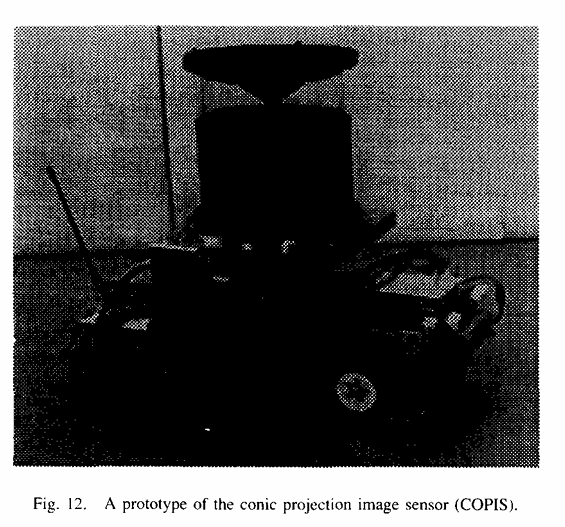 Fig. 12. A prototype of the conic projection image sensor (COPIS).